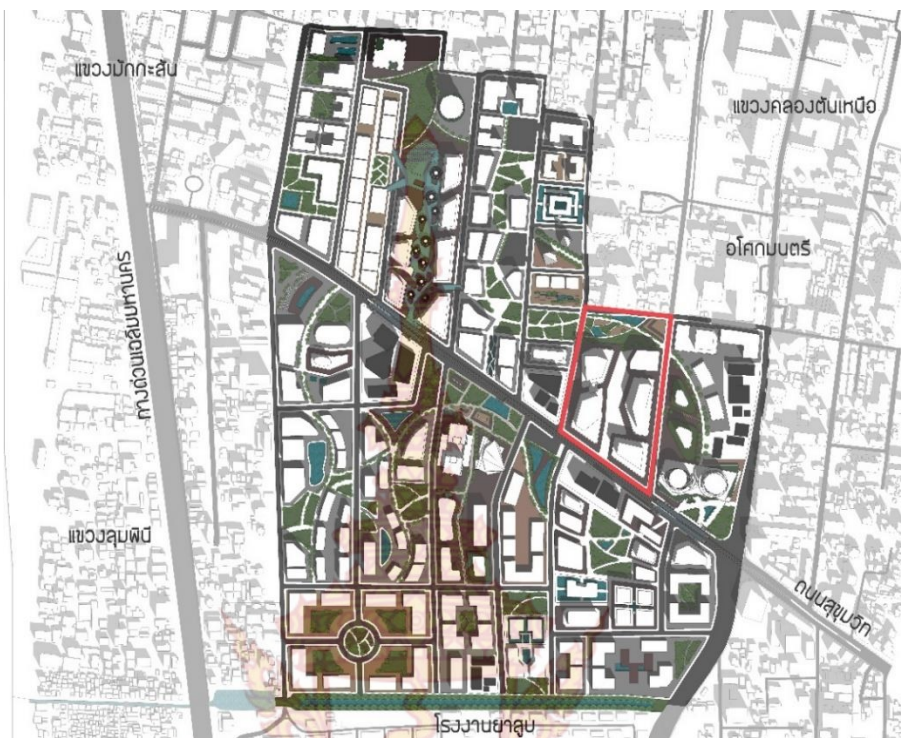 แขวงมักกะสัน
แขวงคลองตันเหนือ
อโศกมนตรี
ทางด่วนเฉลิมมหานคร
แขวงลุมพินี
ถนนสุขุมวิท
โรงงานยาสูบ